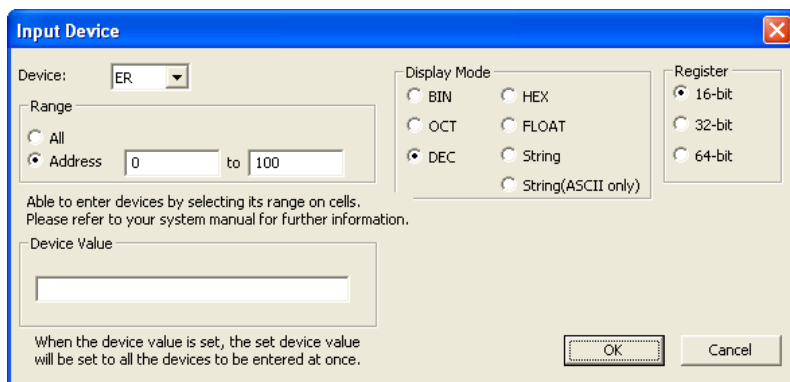 Input Device
Device: ER
Range
All
Address 0 to 100
Able to enter devices by selecting its range on cells.
Please refer to your system manual for further information.
Device Value
When the device value is set, the set device value
will be set to all the devices to be entered at once.
Display Mode
BIN HEX
OCT FLOAT
DEC String
String(ASCII only)
Register
16-bit
32-bit
64-bit
OK Cancel